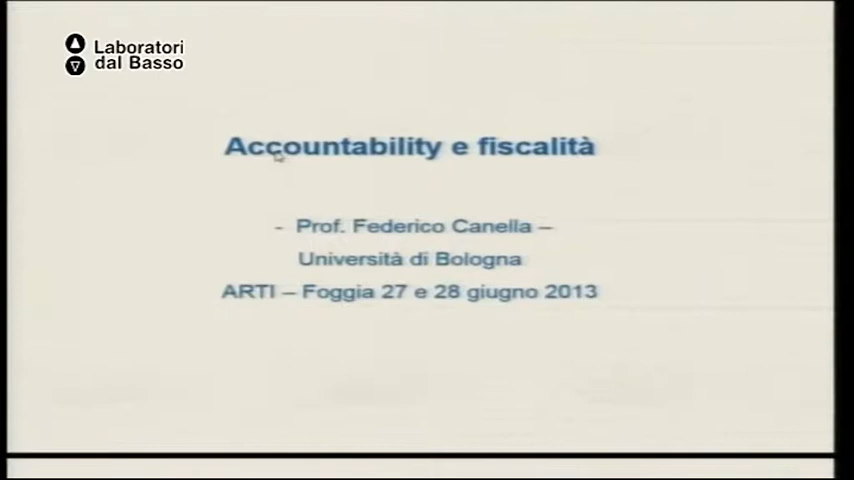 Laboratori
dal Basso
Accountability e fiscalità
- Prof. Federico Canella –
Università di Bologna
ARTI – Foggia 27 e 28 giugno 2013